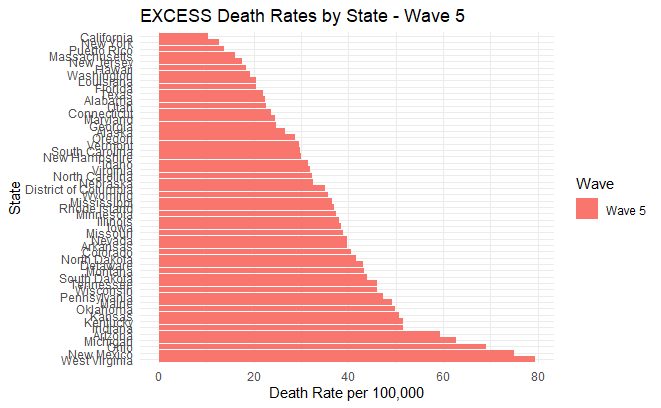 EXCESS Death Rates by State - Wave 5
State
California
New York
Puerto Rico
Massachusetts
New Jersey
Hawaii
Washington
Louisiana
Florida
Texas
Alabama
Utah
Connecticut
Maryland
Georgia
Alaska
Oregon
Vermont
South Carolina
New Hampshire
Idaho
Virginia
North Carolina
Nebraska
District of Columbia
Wyoming
Mississippi
Rhode Island
Minnesota
Illinois
Iowa
Missouri
Nevada
Arkansas
Colorado
North Dakota
Delaware
Montana
South Dakota
Tennessee
Wisconsin
Pennsylvania
Maine
Oklahoma
Kansas
Kentucky
Indiana
Arizona
Michigan
Ohio
New Mexico
West Virginia
0 20 40 60 80
Death Rate per 100,000
Wave
Wave 5